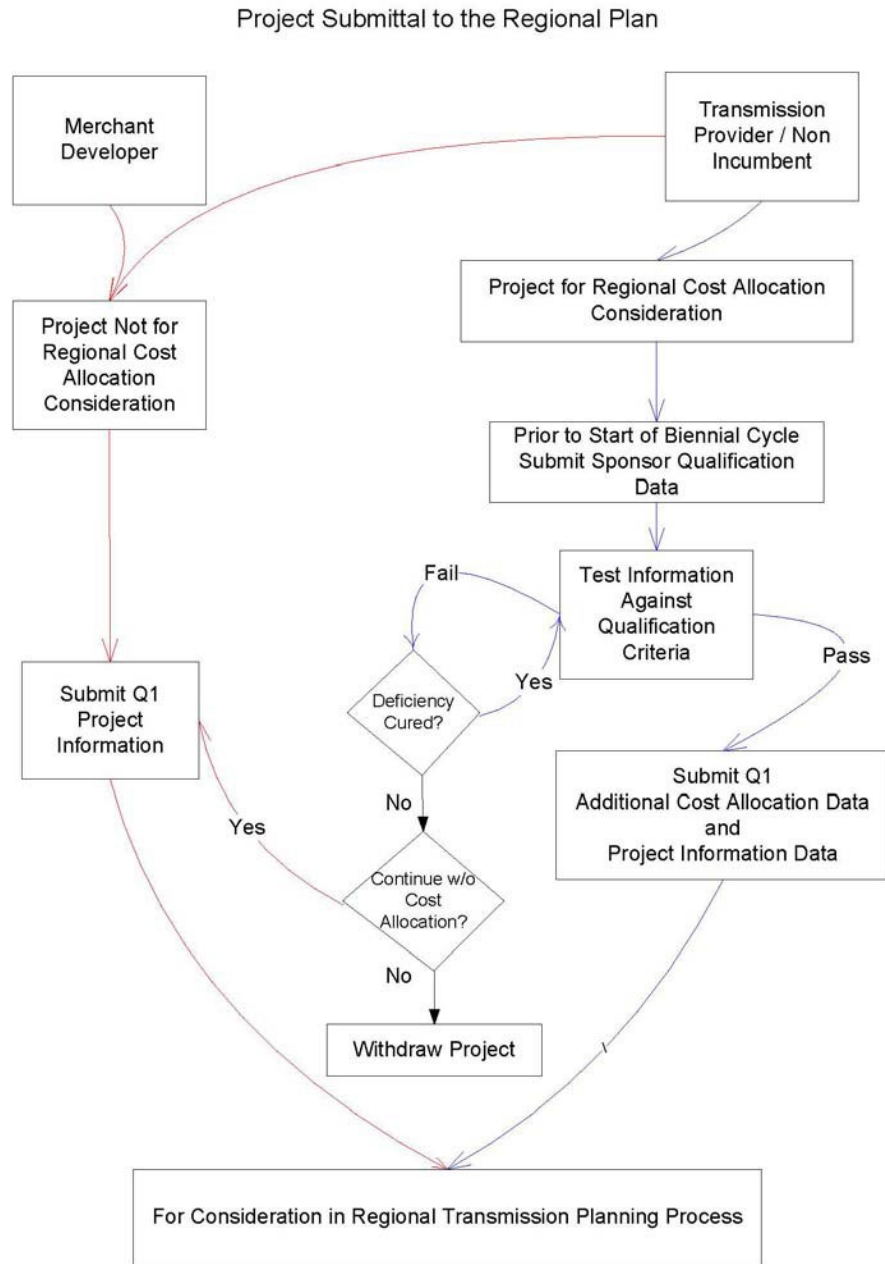 Project Submittal to the Regional Plan
Merchant
Developer
Transmission
Provider / Non
Incumbent
Project Not for
Regional Cost
Allocation
Consideration
Project for Regional Cost Allocation
Consideration
Prior to Start of Biennial Cycle
Submit Sponsor Qualification
Data
Fail
Test Information
Against
Qualification
Criteria
Pass
Yes
Deficiency
Cured?
Submit Q1
Project
Information
No
Submit Q1
Additional Cost Allocation Data
and
Project Information Data
Yes
Continue w/o
Cost
Allocation?
No
Withdraw Project
For Consideration in Regional Transmission Planning Process